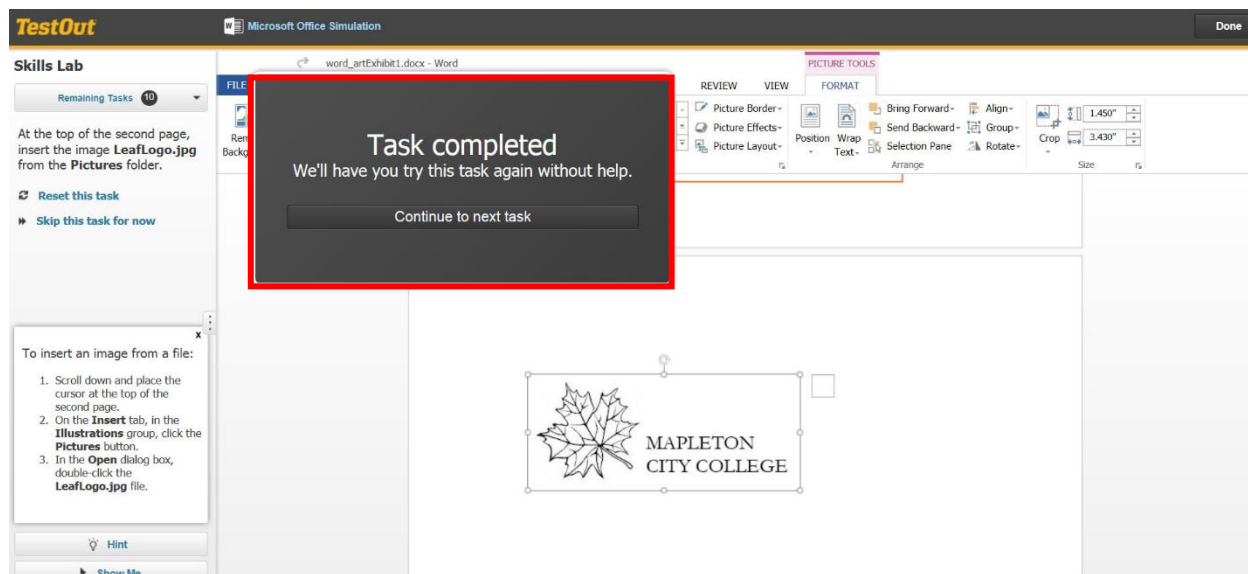 TestOut
Microsoft Office Simulation
Done
Skills Lab
Remaining Tasks 10
At the top of the second page,
insert the image LeafLogo.jpg
from the Pictures folder.
Reset this task
Skip this task for now
x
To insert an image from a file:
1. Scroll down and place the
cursor at the top of the
second page.
2. On the Insert tab, in the
Illustrations group, click the
Pictures button.
3. In the Open dialog box,
double-click the
LeafLogo.jpg file.
Hint
Show Me
word_artExhibit1.docx - Word
PICTURE TOOLS
FILE
REVIEW
VIEW
FORMAT
Rem
Backg
Picture Border
Picture Effects
Picture Layout
Position
Wrap
Text
Bring Forward
Send Backward
Selection Pane
Align
Group
Rotate
Arrange
Crop
1.450"
3.430"
Size
Task completed
We'll have you try this task again without help.
Continue to next task
MAPLETON
CITY COLLEGE